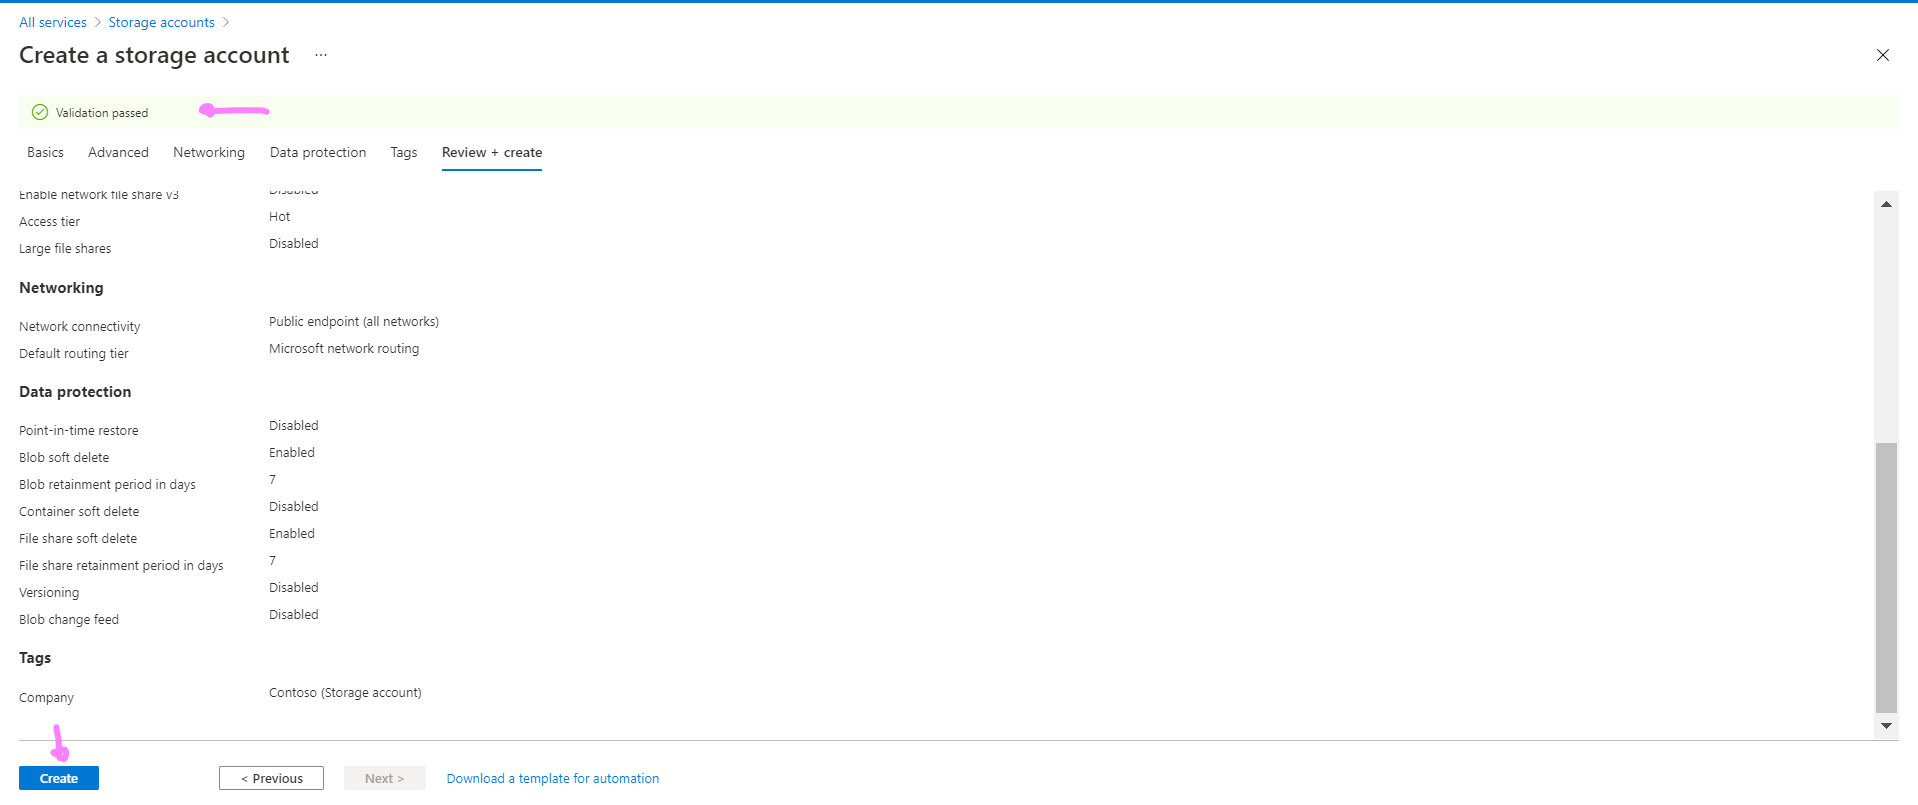 All services > Storage accounts >
Create a storage account ...
Validation passed
Basics Advanced Networking Data protection Tags Review + create
Enable network file share v3 Disabled
Access tier Hot
Large file shares Disabled
Networking
Network connectivity Public endpoint (all networks)
Default routing tier Microsoft network routing
Data protection
Point-in-time restore Disabled
Blob soft delete Enabled
Blob retainment period in days 7
Container soft delete Disabled
File share soft delete Enabled
File share retainment period in days 7
Versioning Disabled
Blob change feed Disabled
Tags
Company Contoso (Storage account)
Create < Previous Next > Download a template for automation